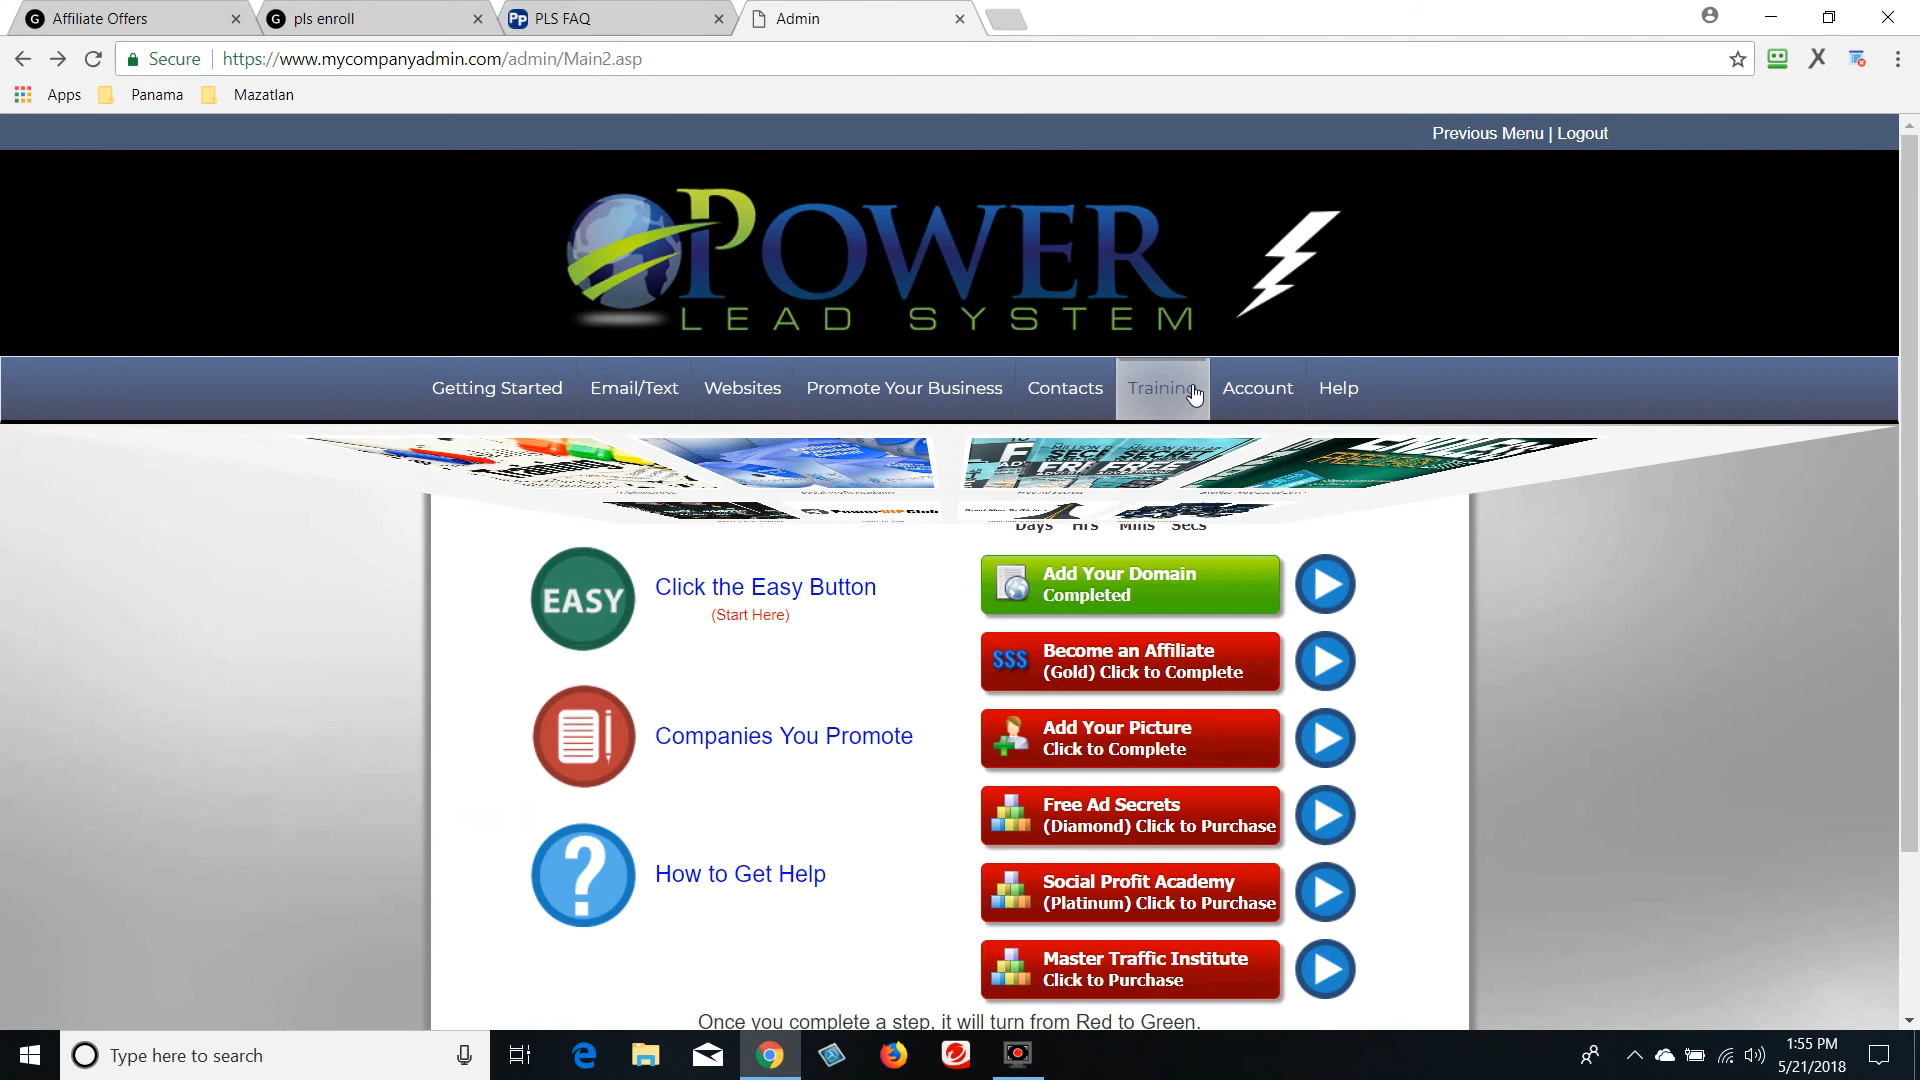 Affiliate Offers
pls enroll
PLS FAQ
Admin
Secure
https://www.mycompanyadmin.com/admin/Main2.asp
Apps
Panama
Mazatlan
Previous Menu | Logout
POWER
LEAD SYSTEM
Getting Started
Email/Text
Websites
Promote Your Business
Contacts
Training
Account
Help
Days Hrs Mins Secs
EASY
Click the Easy Button
(Start Here)
Companies You Promote
How to Get Help
Add Your Domain
Completed
$$$
Become an Affiliate
(Gold) Click to Complete
Add Your Picture
Click to Complete
Free Ad Secrets
(Diamond) Click to Purchase
Social Profit Academy
(Platinum) Click to Purchase
Master Traffic Institute
Click to Purchase
Once you complete a step, it will turn from Red to Green.
Type here to search
1:55 PM
5/21/2018